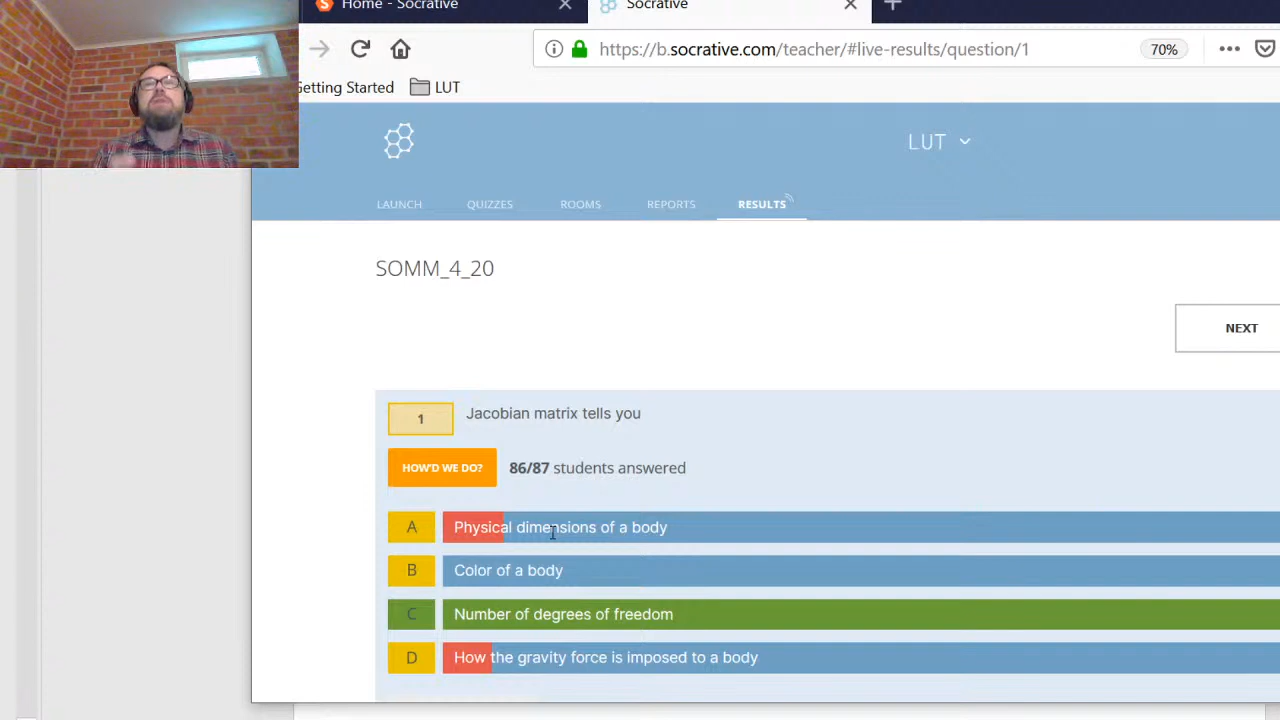 Home - Socrative
Socrative
https://b.socrative.com/teacher/#live-results/question/1
70%
Getting Started
LUT
LUT
LAUNCH
QUIZZES
ROOMS
REPORTS
RESULTS
SOMM_4_20
NEXT
1 Jacobian matrix tells you
HOW'D WE DO? 86/87 students answered
A Physical dimensions of a body
B Color of a body
C Number of degrees of freedom
D How the gravity force is imposed to a body